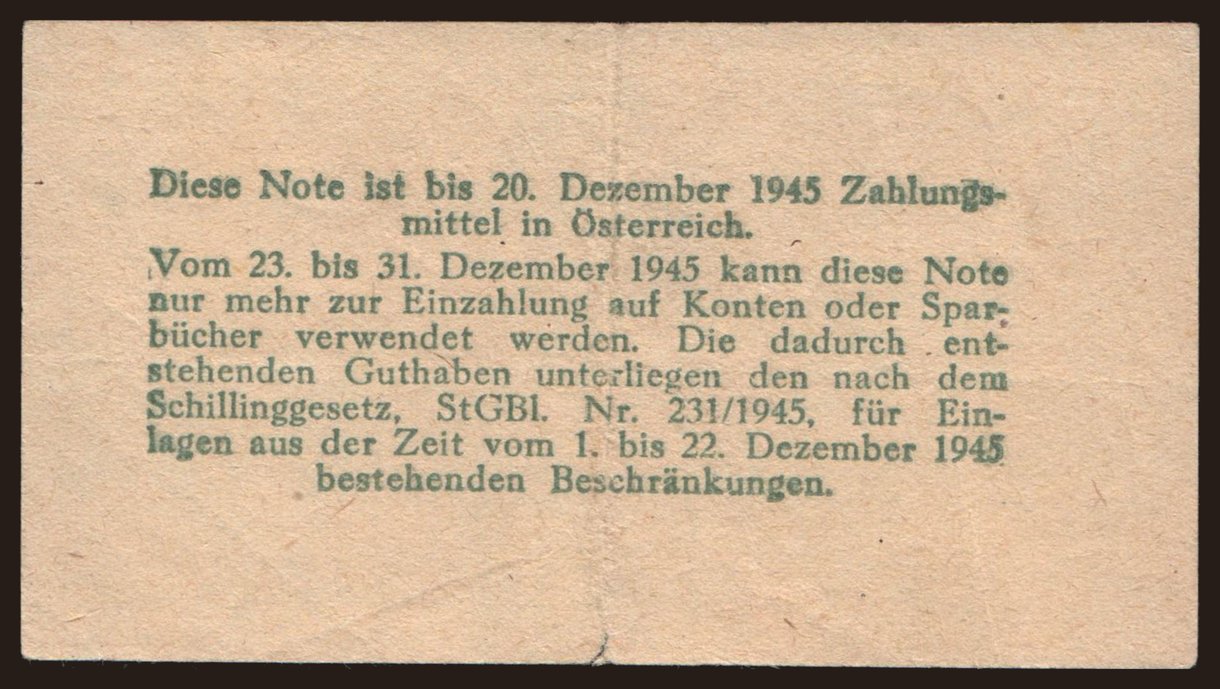 Diese Note ist bis 20. Dezember 1945 Zahlungs-
mittel in Österreich.
Vom 23. bis 31. Dezember 1945 kann diese Note
nur mehr zur Einzahlung auf Konten oder Spar-
bücher verwendet werden. Die dadurch ent-
stehenden Guthaben unterliegen den nach dem
Schillinggesetz, StGBl. Nr. 231/1945, für Ein-
lagen aus der Zeit vom 1. bis 22. Dezember 1945
bestehenden Beschränkungen.